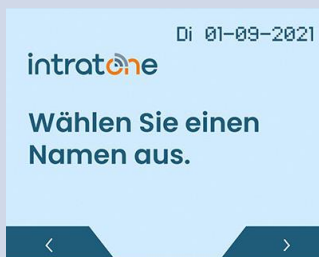 Di 01-09-2021
intratone
Wählen Sie einen
Namen aus.
< >